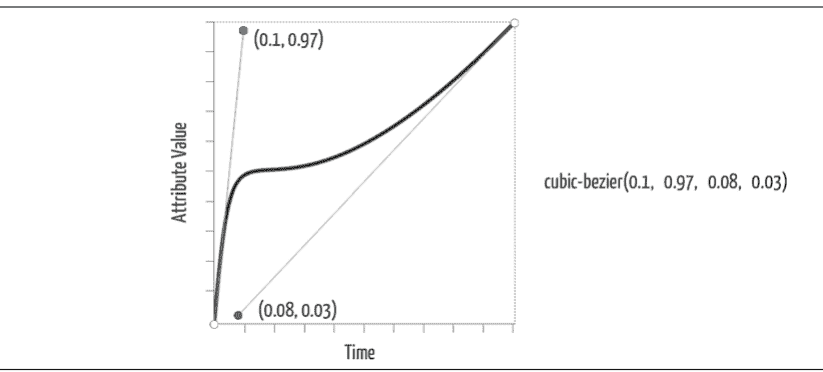 (0.1, 0.97)
Attribute Value
cubic-bezier(0.1, 0.97, 0.08, 0.03)
(0.08, 0.03)
Time